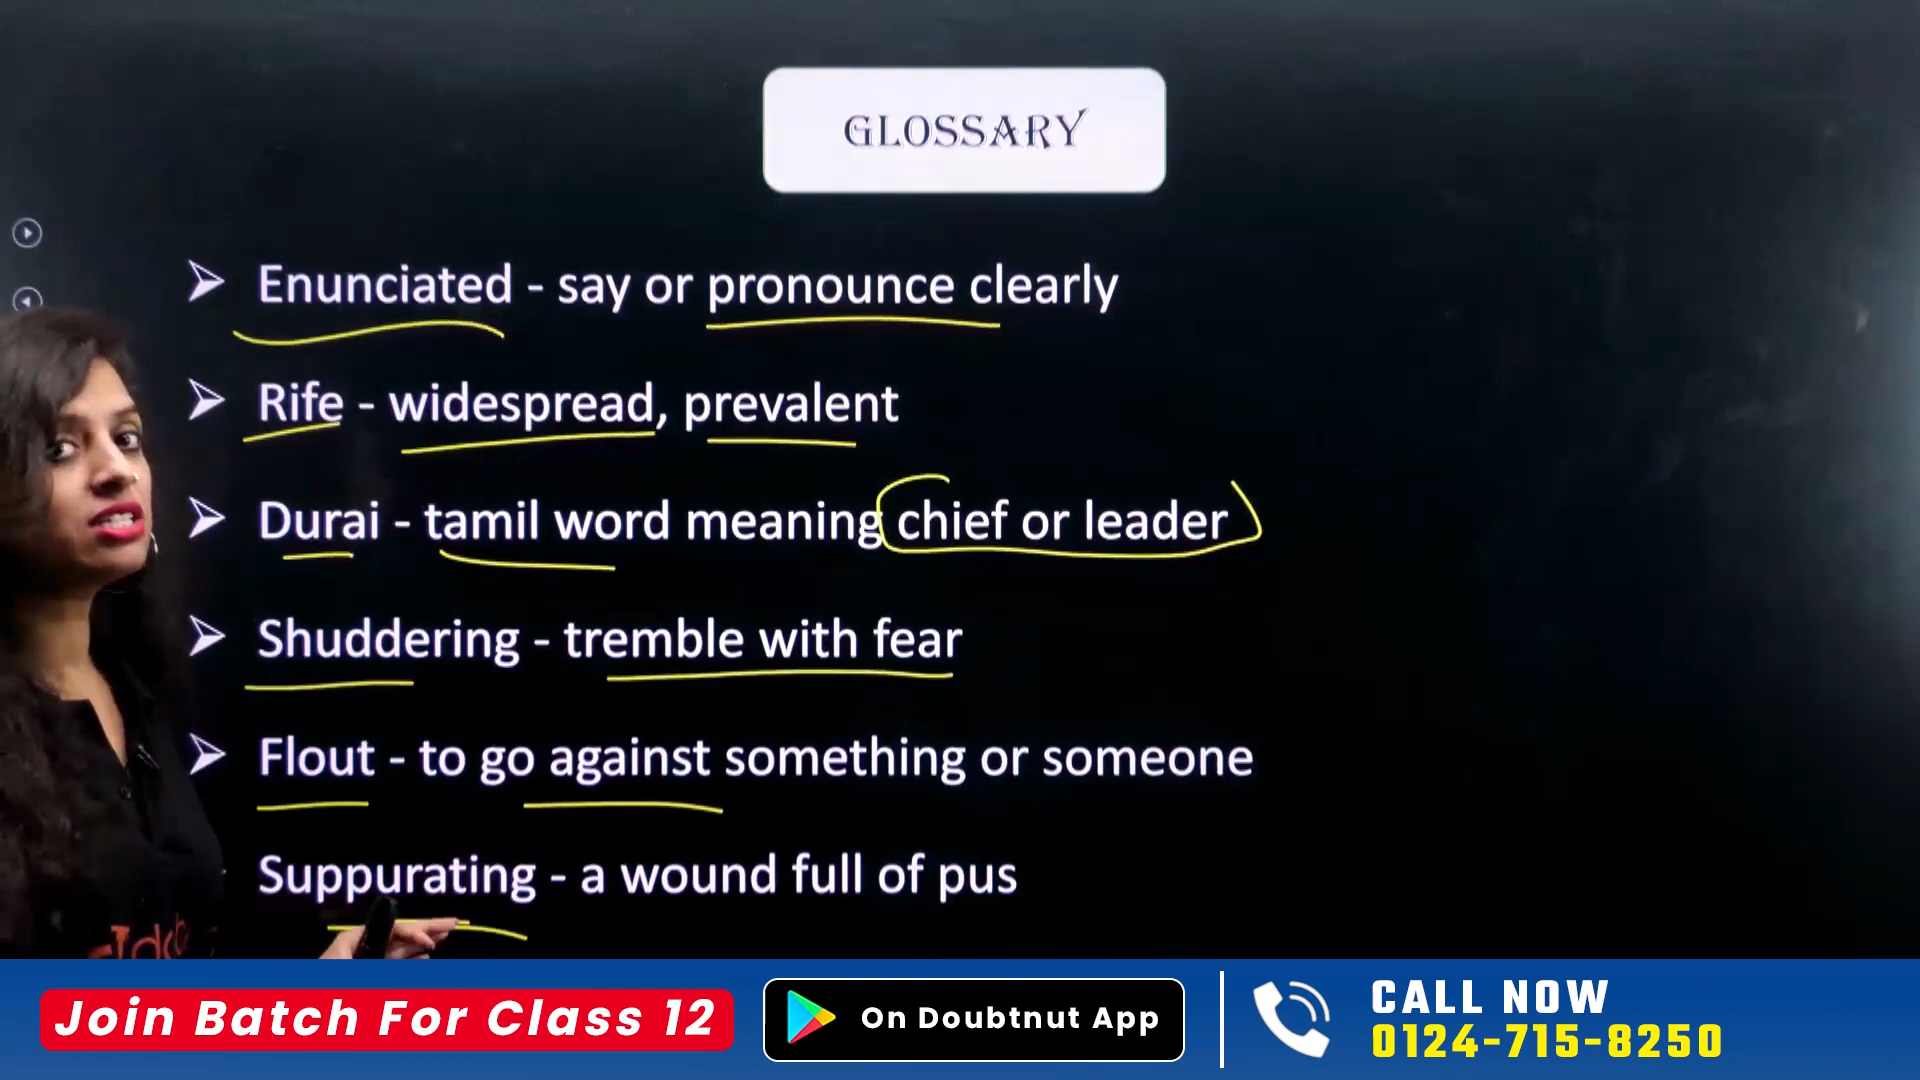 GLOSSARY
Enunciated - say or pronounce clearly
Rife - widespread, prevalent
Durai - tamil word meaning chief or leader
Shuddering - tremble with fear
Flout - to go against something or someone
Suppurating - a wound full of pus
Join Batch For Class 12
On Doubtnut App
CALL NOW
0124-715-8250